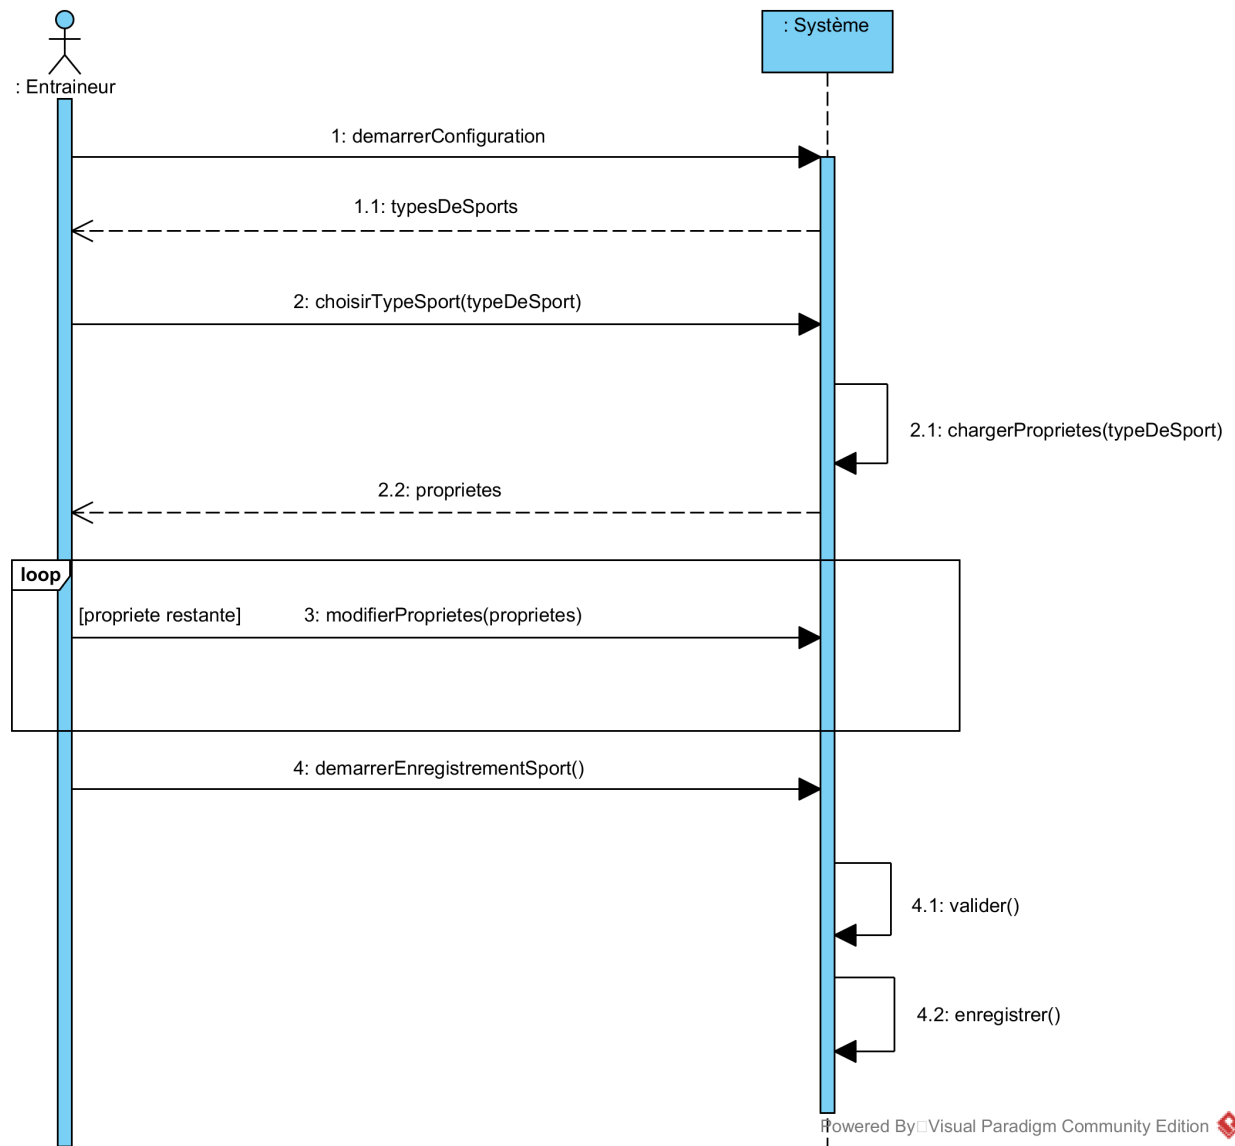 : Système
: Entraineur
1: demarrerConfiguration
1.1: typesDeSports
2: choisirTypeSport(typeDeSport)
2.1: chargerProprietes(typeDeSport)
2.2: proprietes
loop
[propriete restante]
3: modifierProprietes(proprietes)
4: demarrerEnregistrementSport()
4.1: valider()
4.2: enregistrer()
Powered By Visual Paradigm Community Edition